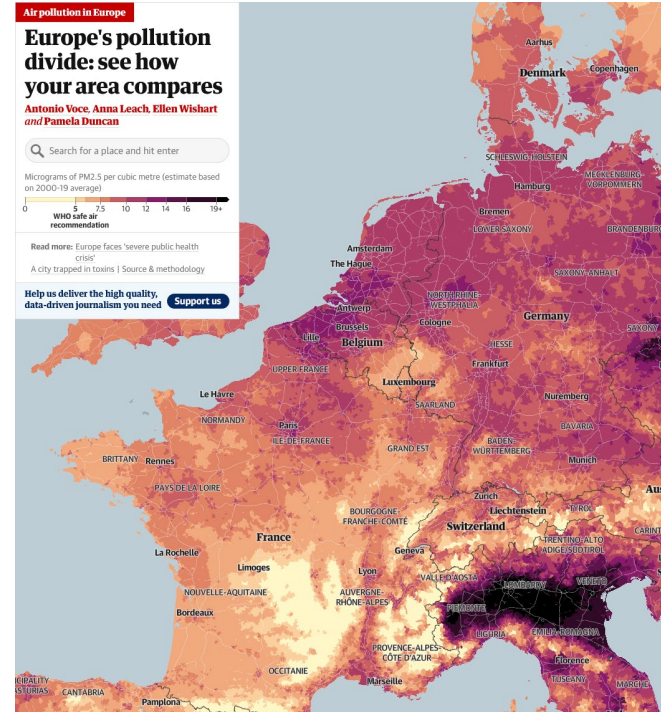 Air pollution in Europe
Europe's pollution
divide: see how
your area compares
Antonio Voce, Anna Leach, Ellen Wishart
and Pamela Duncan
Search for a place and hit enter
Micrograms of PM2.5 per cubic metre (estimate based
on 2000-19 average)
0 5 7.5 10 12 14 16 19+
WHO safe air
recommendation
Read more: Europe faces 'severe public health
crisis'
A city trapped in toxins | Source & methodology
Help us deliver the high quality,
data-driven journalism you need
Support us
Aarhus
Denmark
Copenhagen
SCHLESWIG-HOLSTEIN
MECKLENBURG-
VORPOMMERN
Hamburg
Bremen
LOWER SAXONY
BRANDENBURG
Amsterdam
The Hague
SAXONY-ANHALT
NORTH RHINE-
WESTPHALIA
Antwerp
Brussels
Cologne
Germany
SAXONY
Lille
Belgium
HESSE
UPPER FRANCE
Frankfurt
Luxembourg
Le Havre
SAARLAND
Nuremberg
NORMANDY
Paris
ILE-DE-FRANCE
BAVARIA
GRAND EST
BADEN-
WÜRTTEMBERG
BRITTANY
Rennes
Munich
PAYS DE LA LOIRE
Zurich
Aus
BOURGOGNE-
FRANCHE-COMTÉ
Liechtenstein
TYROL
Switzerland
CARINT
France
TRENTINO-ALTO
ADIGE/SÜDTIROL
La Rochelle
Geneva
Limoges
Lyon
VALLE D'AOSTA
LOMBARDY
VENETO
NOUVELLE-AQUITAINE
AUVERGNE-
RHÔNE-ALPES
PIEMONTE
Bordeaux
LIGURIA
EMILIA-ROMAGNA
PROVENCE-ALPES-
CÔTE D'AZUR
Florence
OCCITANIE
TUSCANY
Marseille
MARCHE
CIPALITY
ASTURIAS
CANTABRIA
Pamplona